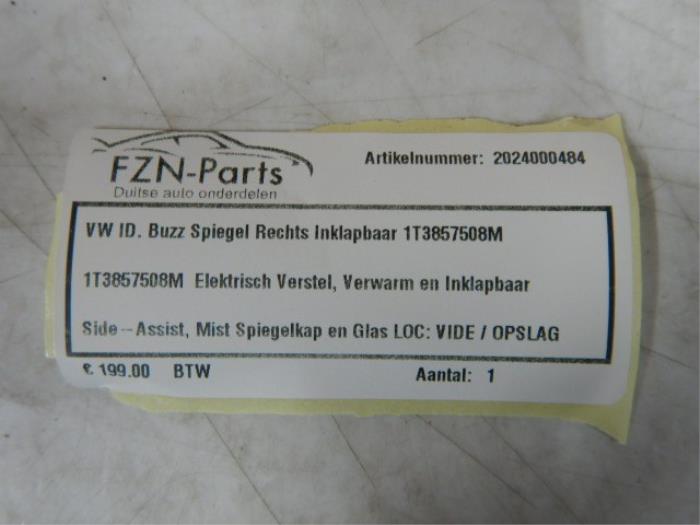 FZN-Parts
Duitse auto onderdelen
Artikelnummer: 2024000484
VW ID. Buzz Spiegel Rechts Inklapbaar 1T3857508M
1T3857508M Elektrisch Verstel, Verwarm en Inklapbaar
Side--Assist, Mist Spiegelkap en Glas LOC: VIDE / OPSLAG
€ 199.00 BTW
Aantal: 1